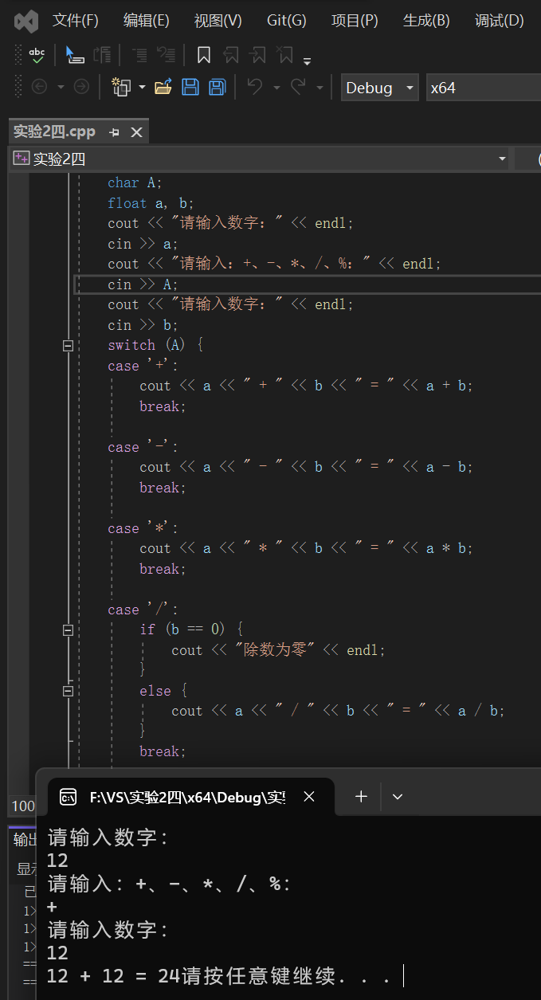 文件(F) 编辑(E) 视图(V) Git(G) 项目(P) 生成(B) 调试(D)
abc
Debug x64
实验2四.cpp
实验2四
char A;
float a, b;
cout << "请输入数字：" << endl;
cin >> a;
cout << "请输入：+、-、*、/、%：" << endl;
cin >> A;
cout << "请输入数字：" << endl;
cin >> b;
switch (A) {
case '+':
cout << a << " + " << b << " = " << a + b;
break;
case '-':
cout << a << " - " << b << " = " << a - b;
break;
case '*':
cout << a << " * " << b << " = " << a * b;
break;
case '/':
if (b == 0) {
cout << "除数为零" << endl;
}
else {
cout << a << " / " << b << " = " << a / b;
}
break;
100
输出
1>
1>
1>
==
==
F:\VS\实验2四\x64\Debug\实
请输入数字：
12
请输入：+、-、*、/、%：
+
请输入数字：
12
12 + 12 = 24请按任意键继续. . .